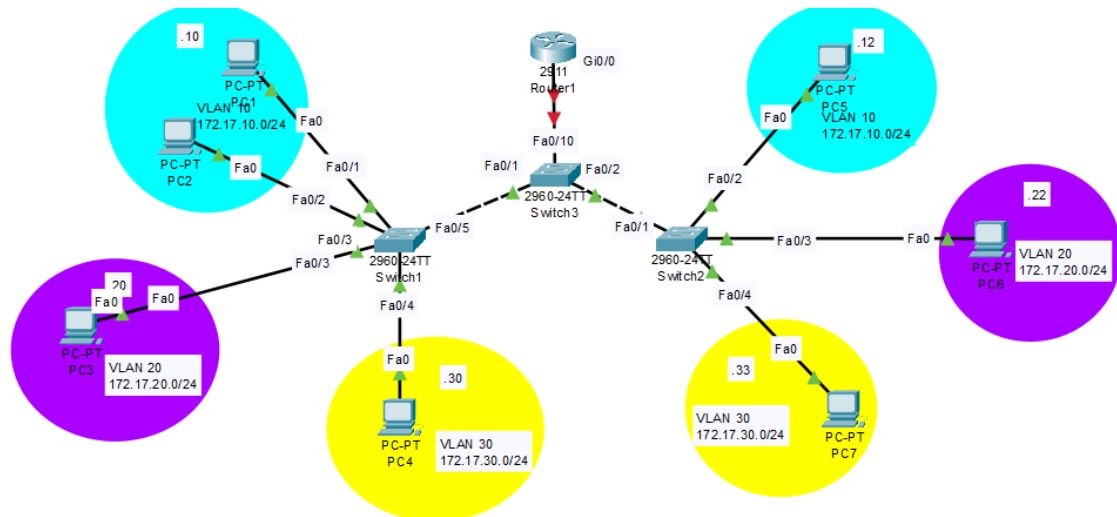 .10
PC-PT
PC1
VLAN 10
172.17.10.0/24
Fa0
PC-PT
PC2
Fa0
Fa0/1
Fa0/2
Fa0/3
Fa0/3
.20
Fa0
Fa0
PC-PT
PC3
VLAN 20
172.17.20.0/24
Fa0/5
2960-24TT
Switch1
Fa0/4
Fa0
.30
PC-PT
PC4
VLAN 30
172.17.30.0/24
Gi0/0
2911
Router1
Fa0/10
Fa0/1
Fa0/2
2960-24TT
Switch3
Fa0/1
2960-24TT
Switch2
Fa0/2
Fa0/3
Fa0/4
.12
Fa0
PC-PT
PC5
VLAN 10
172.17.10.0/24
.22
Fa0
PC-PT
PC6
VLAN 20
172.17.20.0/24
.33
Fa0
VLAN 30
172.17.30.0/24
PC-PT
PC7